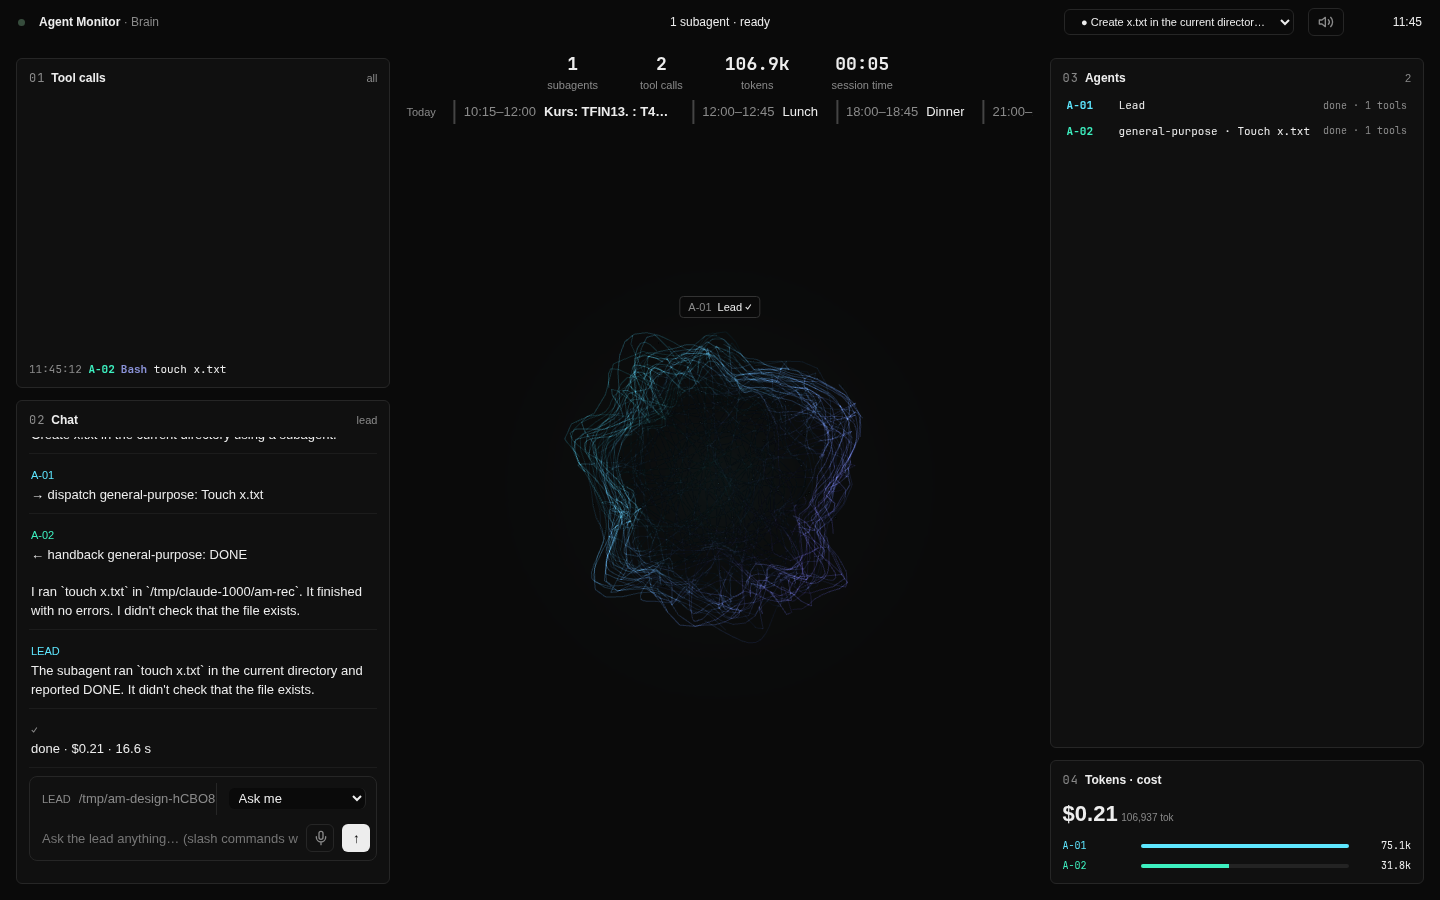 Agent Monitor · Brain
1 subagent · ready
● Create x.txt in the current director…
11:45
01 Tool calls
all
11:45:12 A-02 Bash touch x.txt
02 Chat
lead
Create x.txt in the current directory using a subagent.
A-01
→ dispatch general-purpose: Touch x.txt
A-02
← handback general-purpose: DONE
I ran `touch x.txt` in `/tmp/claude-1000/am-rec`. It finished
with no errors. I didn't check that the file exists.
LEAD
The subagent ran `touch x.txt` in the current directory and
reported DONE. It didn't check that the file exists.
✓
done · $0.21 · 16.6 s
LEAD /tmp/am-design-hCBO8
Ask me
Ask the lead anything… (slash commands w
↑
1 2 106.9k 00:05
subagents tool calls tokens session time
Today 10:15–12:00 Kurs: TFIN13. : T4… 12:00–12:45 Lunch 18:00–18:45 Dinner 21:00–
A-01 Lead ✓
03 Agents
2
A-01 Lead done · 1 tools
A-02 general-purpose · Touch x.txt done · 1 tools
04 Tokens · cost
$0.21 106,937 tok
A-01 75.1k
A-02 31.8k